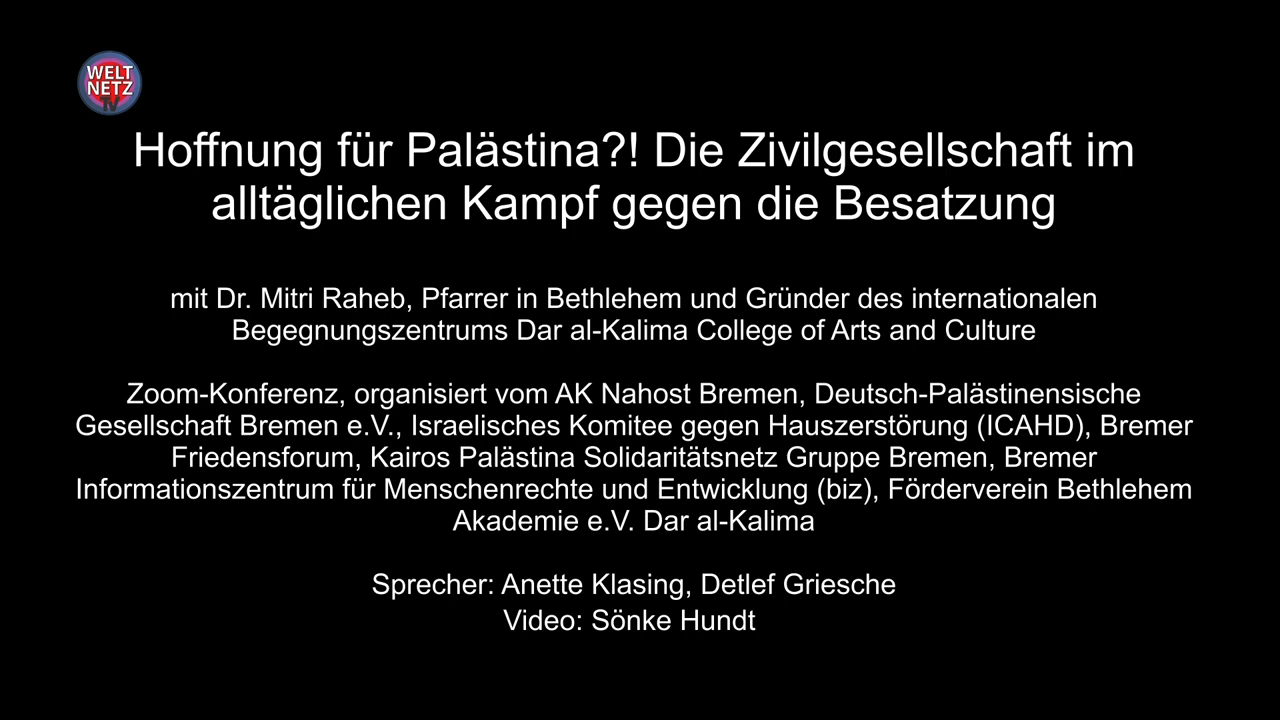 WELT
NETZ
TV
Hoffnung für Palästina?! Die Zivilgesellschaft im
alltäglichen Kampf gegen die Besatzung
mit Dr. Mitri Raheb, Pfarrer in Bethlehem und Gründer des internationalen
Begegnungszentrums Dar al-Kalima College of Arts and Culture
Zoom-Konferenz, organisiert vom AK Nahost Bremen, Deutsch-Palästinensische
Gesellschaft Bremen e.V., Israelisches Komitee gegen Hauszerstörung (ICAHD), Bremer
Friedensforum, Kairos Palästina Solidaritätsnetz Gruppe Bremen, Bremer
Informationszentrum für Menschenrechte und Entwicklung (biz), Förderverein Bethlehem
Akademie e.V. Dar al-Kalima
Sprecher: Anette Klasing, Detlef Griesche
Video: Sönke Hundt